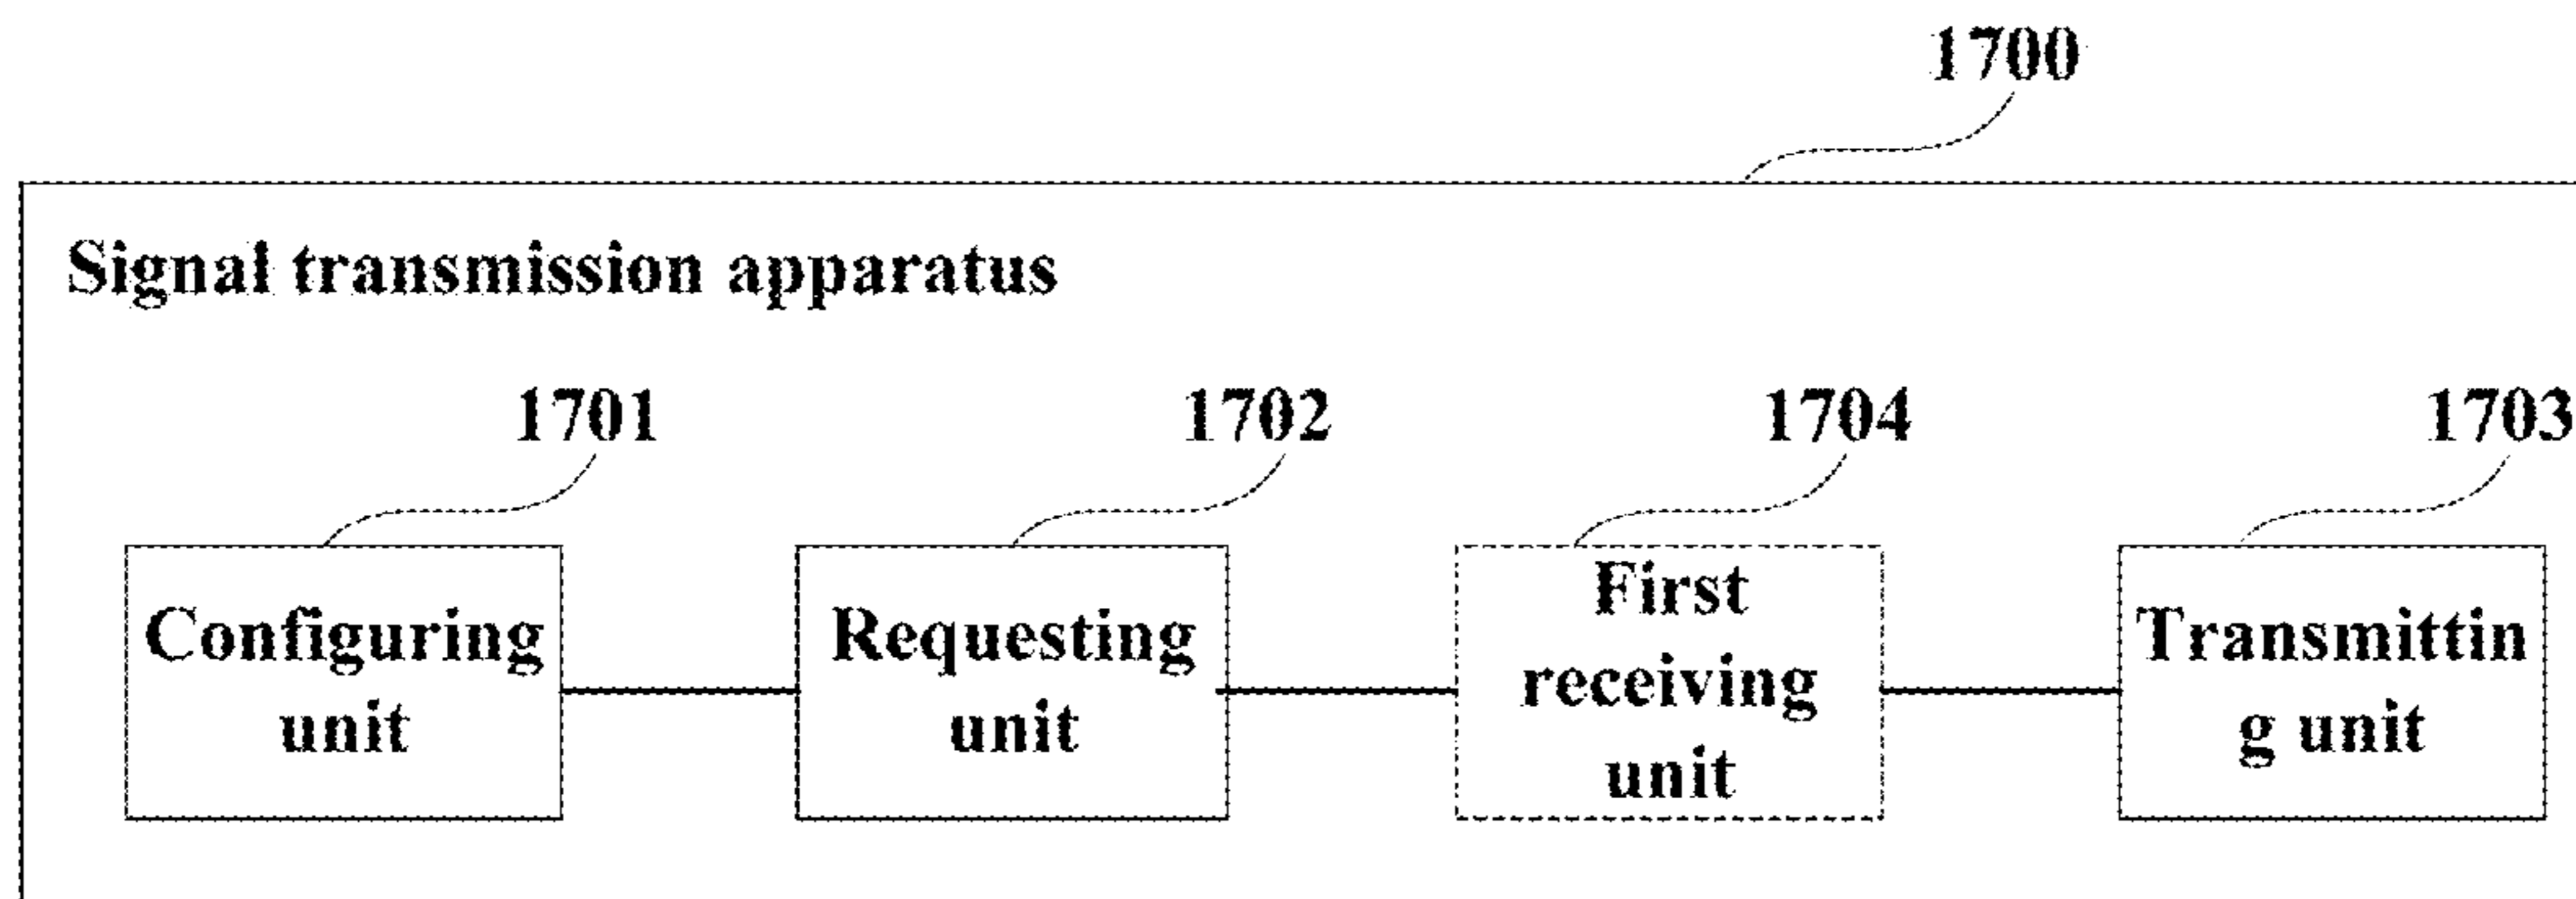 1700
Signal transmission apparatus
1701
1702
1704
1703
Configuring
unit
Requesting
unit
First
receiving
unit
Transmittin
g unit